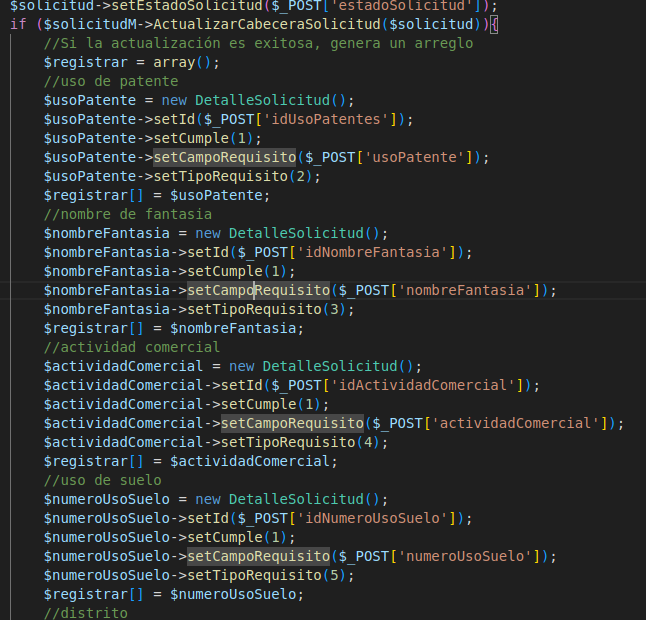 $solicitud->setEstadoSolicitud($_POST['estadoSolicitud']);
if ($solicitudM->ActualizarCabeceraSolicitud($solicitud)){
//Si la actualización es exitosa, genera un arreglo
$registrar = array();
//uso de patente
$usoPatente = new DetalleSolicitud();
$usoPatente->setId($_POST['idUsoPatentes']);
$usoPatente->setCumple(1);
$usoPatente->setCampoRequisito($_POST['usoPatente']);
$usoPatente->setTipoRequisito(2);
$registrar[] = $usoPatente;
//nombre de fantasia
$nombreFantasia = new DetalleSolicitud();
$nombreFantasia->setId($_POST['idNombreFantasia']);
$nombreFantasia->setCumple(1);
$nombreFantasia->setCampoRequisito($_POST['nombreFantasia']);
$nombreFantasia->setTipoRequisito(3);
$registrar[] = $nombreFantasia;
//actividad comercial
$actividadComercial = new DetalleSolicitud();
$actividadComercial->setId($_POST['idActividadComercial']);
$actividadComercial->setCumple(1);
$actividadComercial->setCampoRequisito($_POST['actividadComercial']);
$actividadComercial->setTipoRequisito(4);
$registrar[] = $actividadComercial;
//uso de suelo
$numeroUsoSuelo = new DetalleSolicitud();
$numeroUsoSuelo->setId($_POST['idNumeroUsoSuelo']);
$numeroUsoSuelo->setCumple(1);
$numeroUsoSuelo->setCampoRequisito($_POST['numeroUsoSuelo']);
$numeroUsoSuelo->setTipoRequisito(5);
$registrar[] = $numeroUsoSuelo;
//distrito